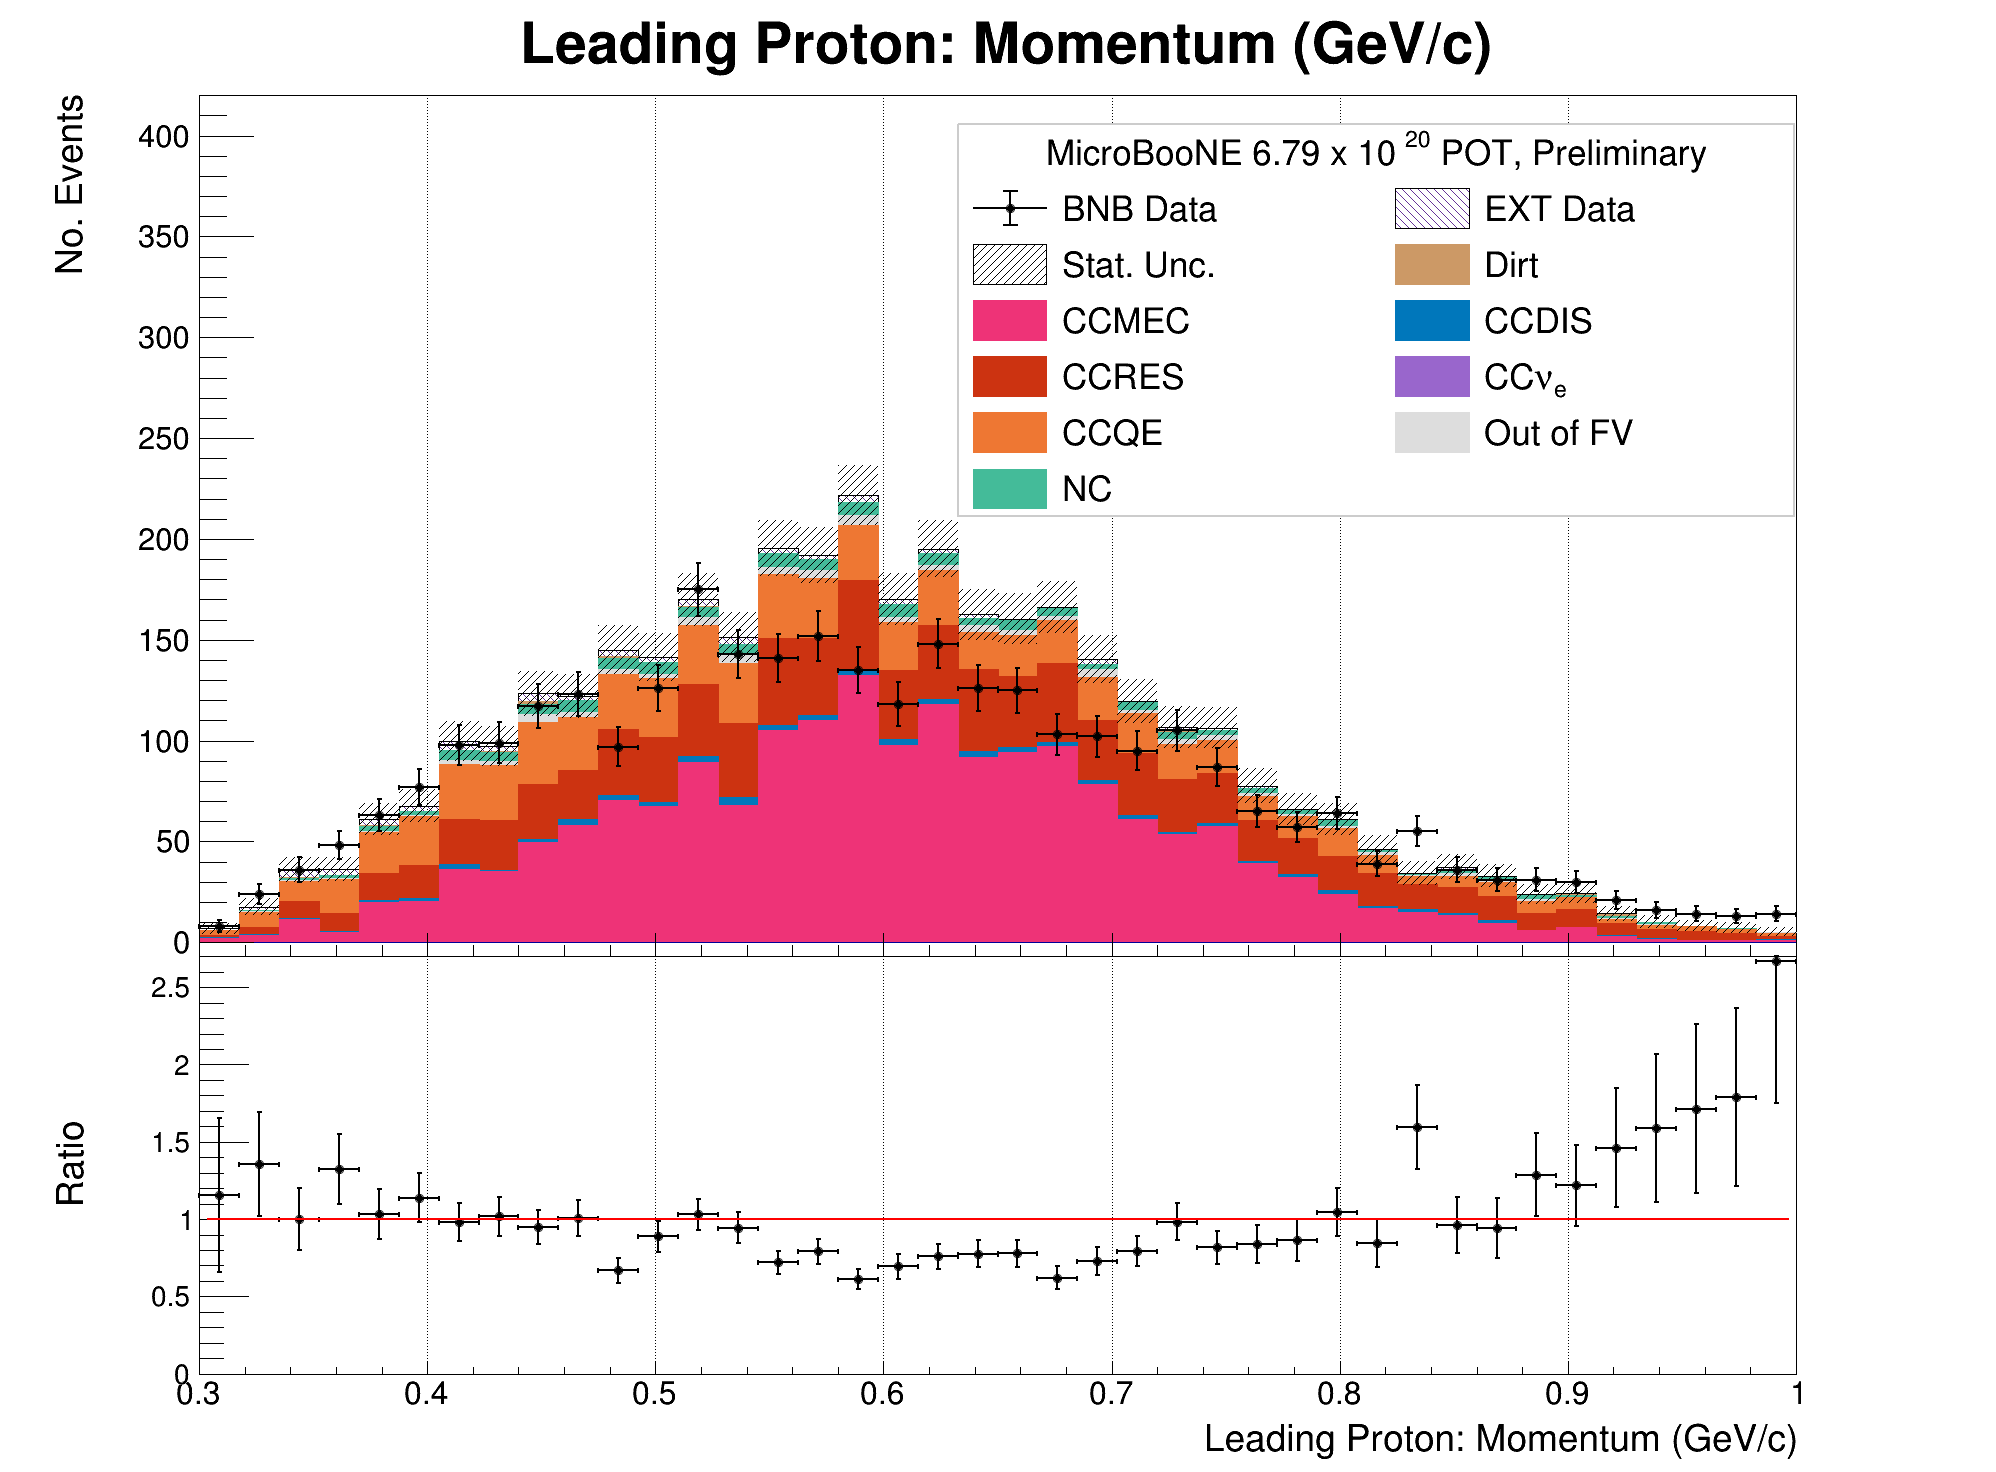 Leading Proton: Momentum (GeV/c)
No. Events
400
350
300
250
200
150
100
50
0
MicroBooNE 6.79 x 10 20 POT, Preliminary
BNB Data
EXT Data
Stat. Unc.
Dirt
CCMEC
CCDIS
CCRES
CCνe
CCQE
Out of FV
NC
Ratio
2.5
2
1.5
1
0.5
0
0.3 0.4 0.5 0.6 0.7 0.8 0.9 1
Leading Proton: Momentum (GeV/c)